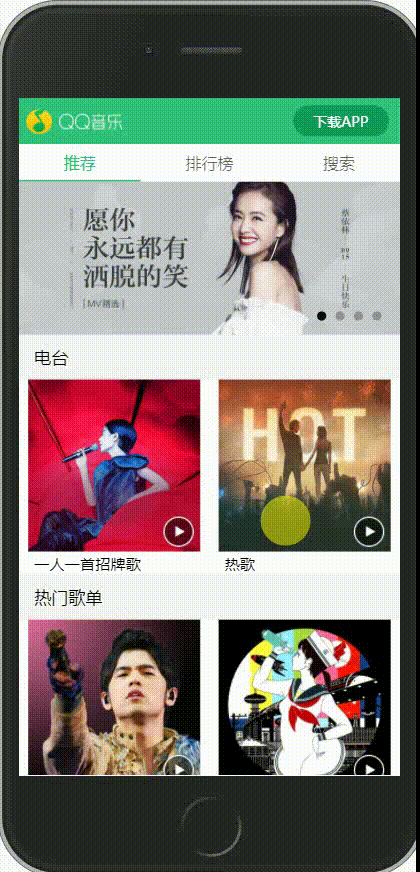 QQ音乐
下载APP
推荐
排行榜
搜索
愿你
永远都有
洒脱的笑
[MV精选]
蔡依林
09
15
生日快乐
电台
HOT
一人一首招牌歌
热歌
热门歌单